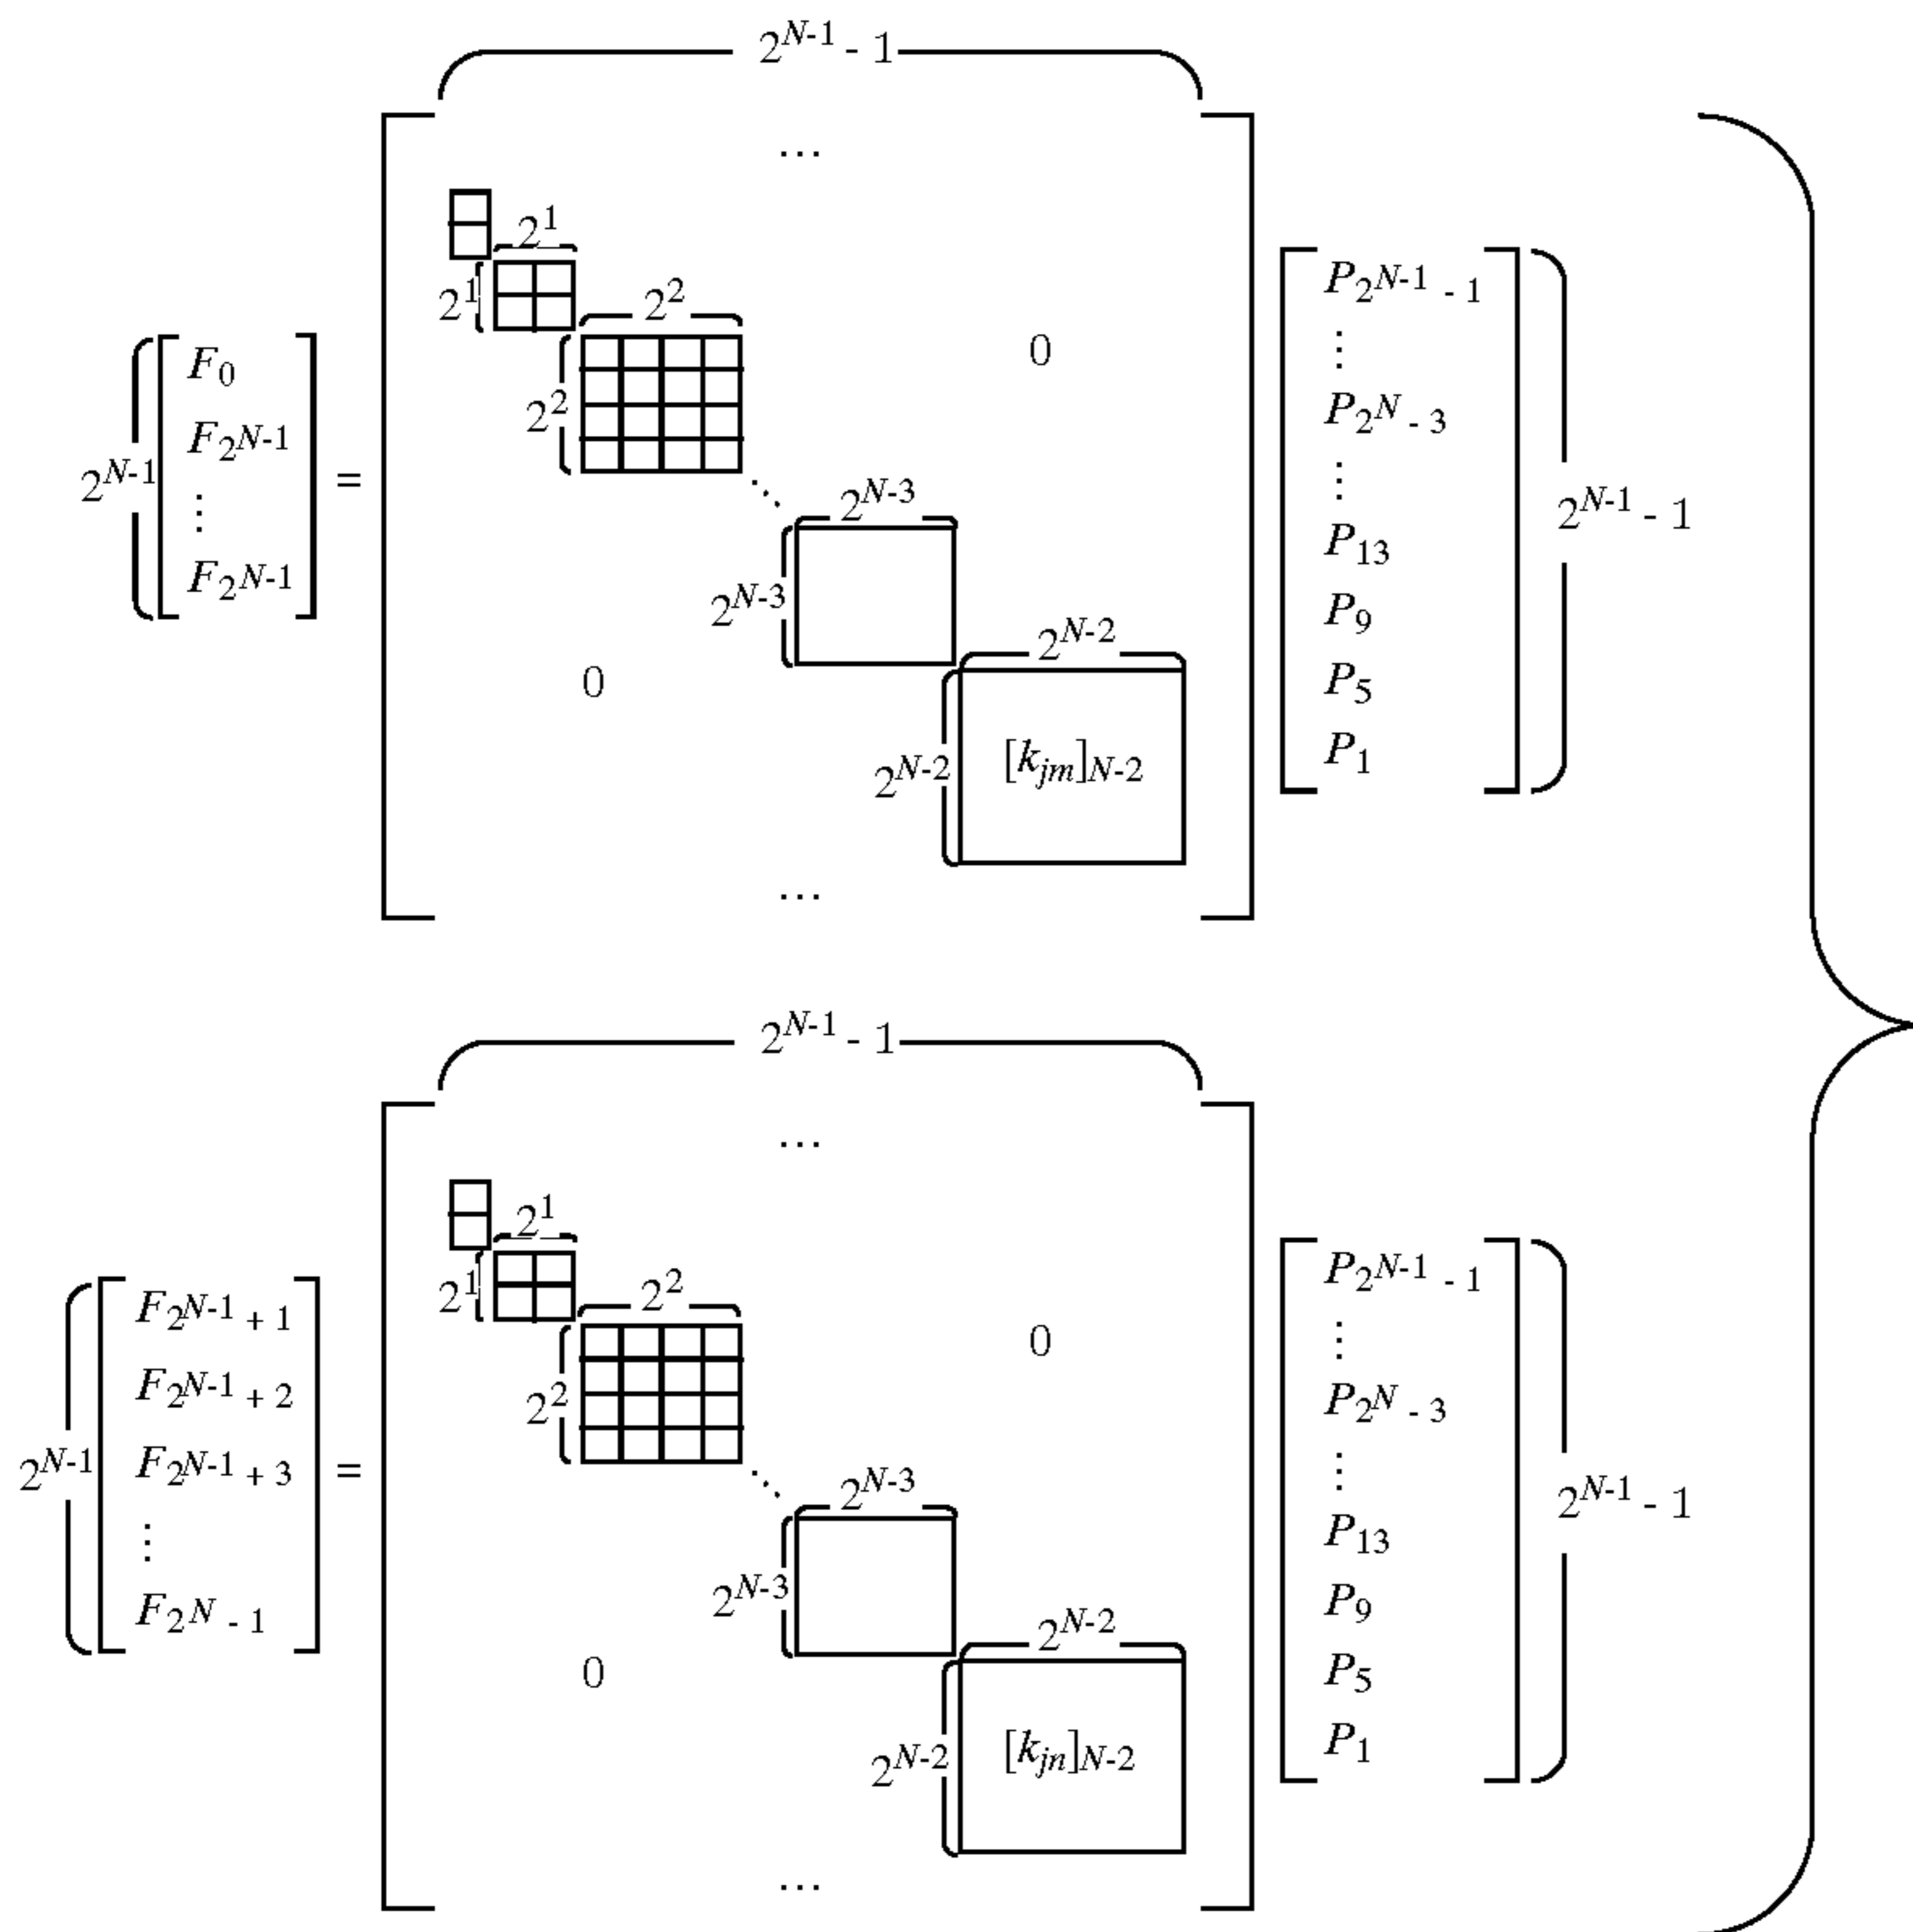 2^{N-1} - 1
...
2^1
2^1
2^2
2^2
0
2^{N-1} [ F_0
F_{2^{N-1}}
⋮
F_{2^{N-1}} ] =
⋱
2^{N-3}
2^{N-3}
2^{N-2}
0
2^{N-2} [k_{jm}]_{N-2}
...
P_{2^{N-1} - 1}
⋮
P_{2^N - 3}
⋮
P_{13}
P_9
P_5
P_1
2^{N-1} - 1
2^{N-1} - 1
...
2^1
2^1
2^2
2^2
0
2^{N-1} [ F_{2^{N-1} + 1}
F_{2^{N-1} + 2}
F_{2^{N-1} + 3}
⋮
F_{2^N - 1} ] =
⋱
2^{N-3}
2^{N-3}
2^{N-2}
0
2^{N-2} [k_{jn}]_{N-2}
...
P_{2^{N-1} - 1}
⋮
P_{2^N - 3}
⋮
P_{13}
P_9
P_5
P_1
2^{N-1} - 1